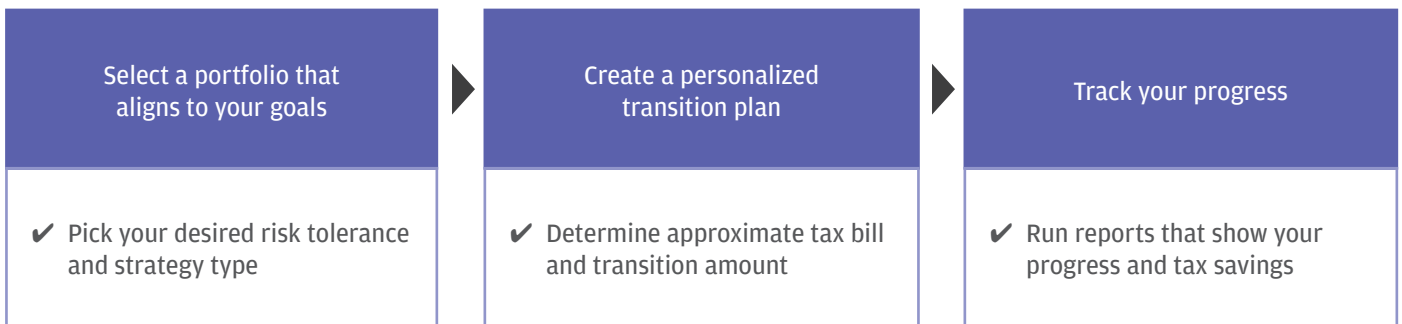 Select a portfolio that
aligns to your goals
Create a personalized
transition plan
Track your progress
✔ Pick your desired risk tolerance
and strategy type
✔ Determine approximate tax bill
and transition amount
✔ Run reports that show your
progress and tax savings